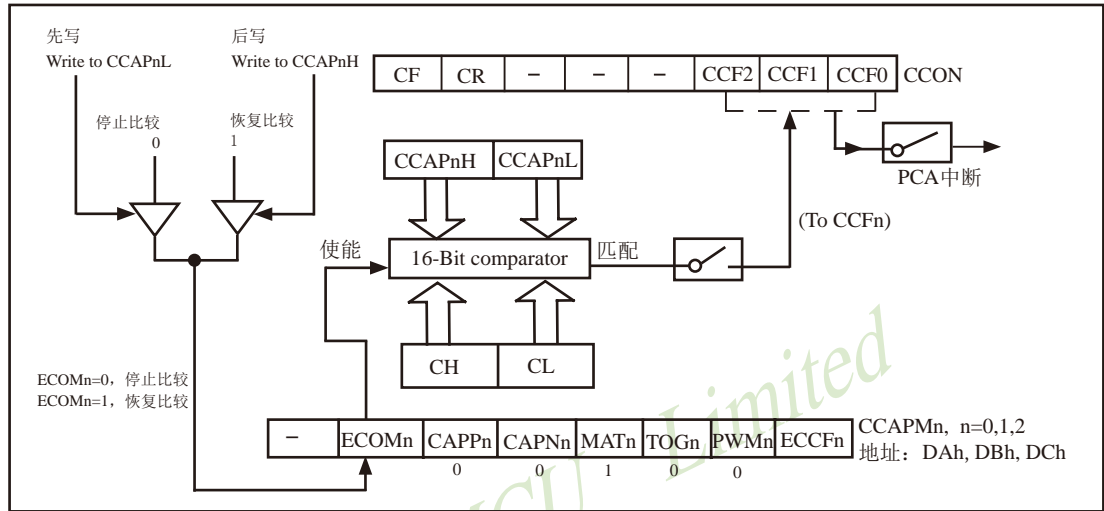 先写
Write to CCAPnL
后写
Write to CCAPnH
停止比较
0
恢复比较
1
CF CR － － － CCF2 CCF1 CCF0 CCON
CCAPnH CCAPnL
PCA中断
(To CCFn)
使能
16-Bit comparator
匹配
CH CL
ECOMn=0，停止比较
ECOMn=1，恢复比较
－ ECOMn CAPPn CAPNn MATn TOGn PWMn ECCFn
0 0 1 0 0
CCAPMn, n=0,1,2
地址：DAh, DBh, DCh
MCU Limited